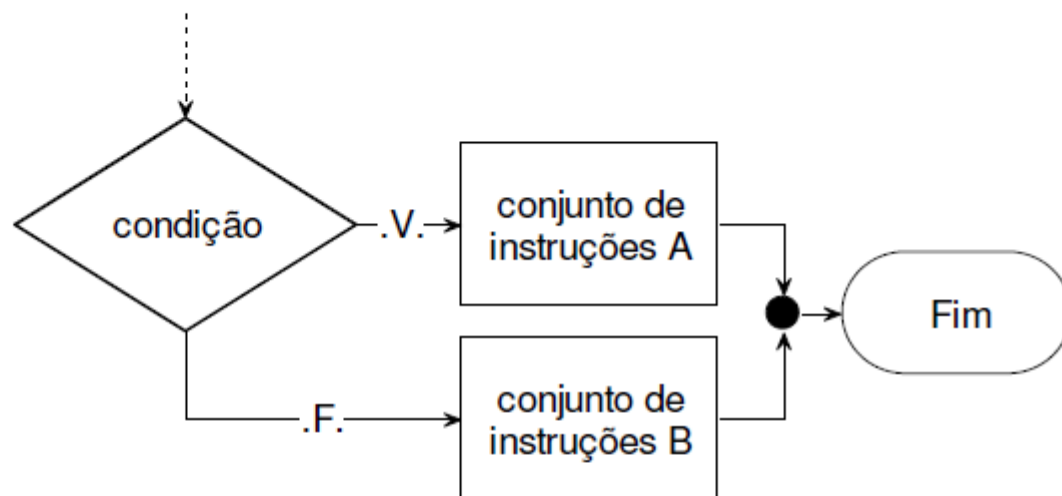 condição
.V.
conjunto de
instruções A
Fim
.F.
conjunto de
instruções B